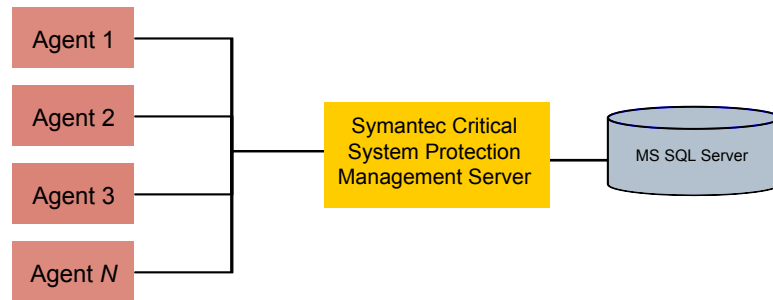 Agent 1
Agent 2
Agent 3
Agent N
Symantec Critical
System Protection
Management Server
MS SQL Server